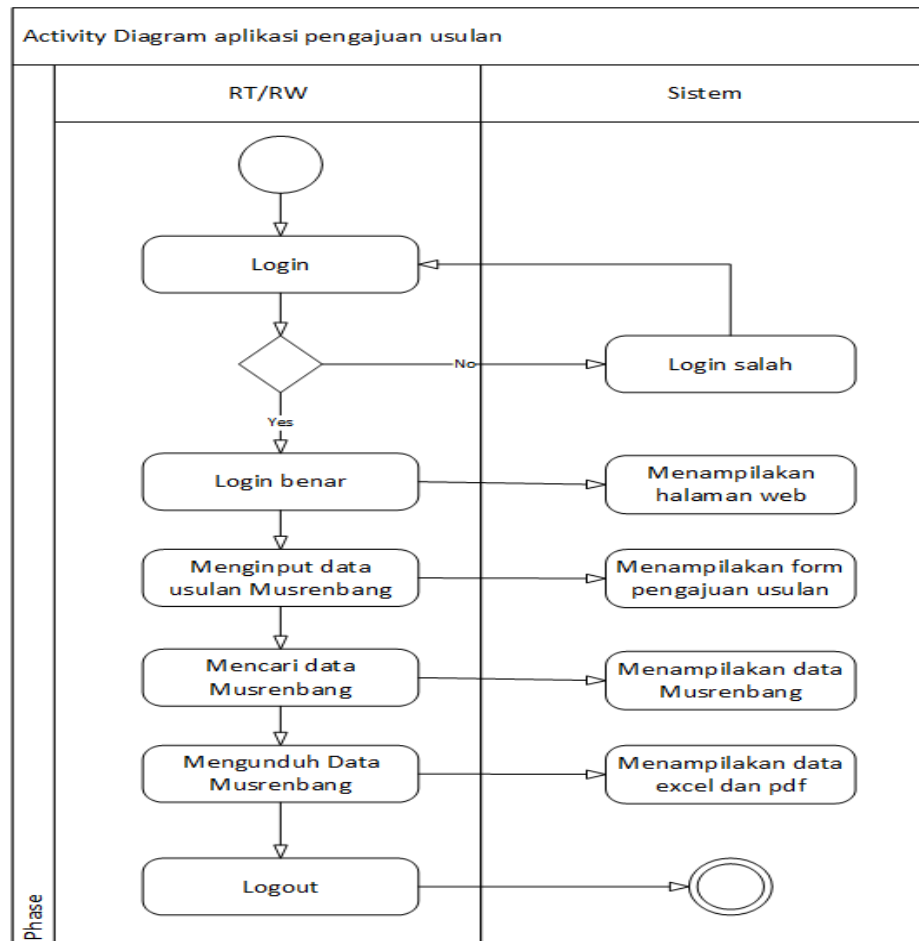 Activity Diagram aplikasi pengajuan usulan
RT/RW
Sistem
Login
No
Login salah
Yes
Login benar
Menampilakan
halaman web
Menginput data
usulan Musrenbang
Menampilakan form
pengajuan usulan
Mencari data
Musrenbang
Menampilakan data
Musrenbang
Mengunduh Data
Musrenbang
Menampilakan data
excel dan pdf
Logout
Phase